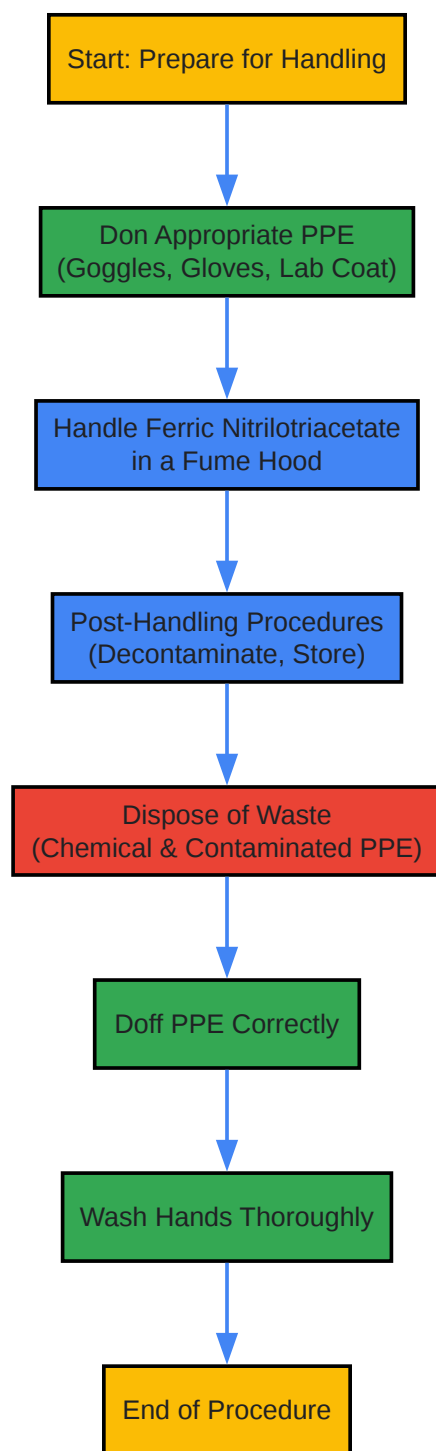 Start: Prepare for Handling
Don Appropriate PPE
(Goggles, Gloves, Lab Coat)
Handle Ferric Nitrilotriacetate
in a Fume Hood
Post-Handling Procedures
(Decontaminate, Store)
Dispose of Waste
(Chemical & Contaminated PPE)
Doff PPE Correctly
Wash Hands Thoroughly
End of Procedure